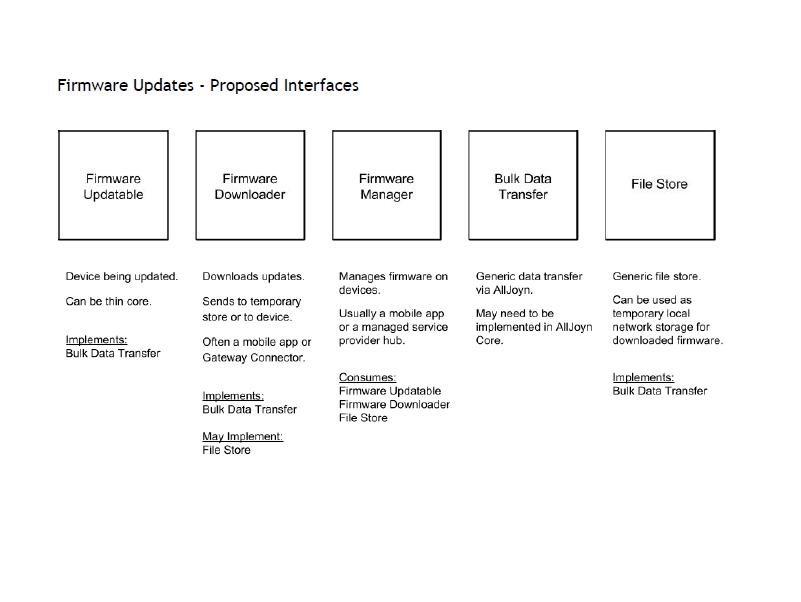 Firmware Updates - Proposed Interfaces
Firmware
Updatable
Firmware
Downloader
Firmware
Manager
Bulk Data
Transfer
File Store
Device being updated.
Can be thin core.
Implements:
Bulk Data Transfer
Downloads updates.
Sends to temporary
store or to device.
Often a mobile app or
Gateway Connector.
Implements:
Bulk Data Transfer
May Implement:
File Store
Manages firmware on
devices.
Usually a mobile app
or a managed service
provider hub.
Consumes:
Firmware Updatable
Firmware Downloader
File Store
Generic data transfer
via AllJoyn.
May need to be
implemented in AllJoyn
Core.
Generic file store.
Can be used as
temporary local
network storage for
downloaded firmware.
Implements:
Bulk Data Transfer